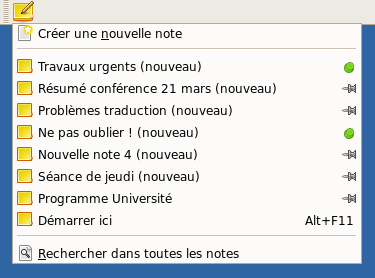 Créer une nouvelle note
Travaux urgents (nouveau)
Résumé conférence 21 mars (nouveau)
Problèmes traduction (nouveau)
Ne pas oublier ! (nouveau)
Nouvelle note 4 (nouveau)
Séance de jeudi (nouveau)
Programme Université
Démarrer ici Alt+F11
Rechercher dans toutes les notes